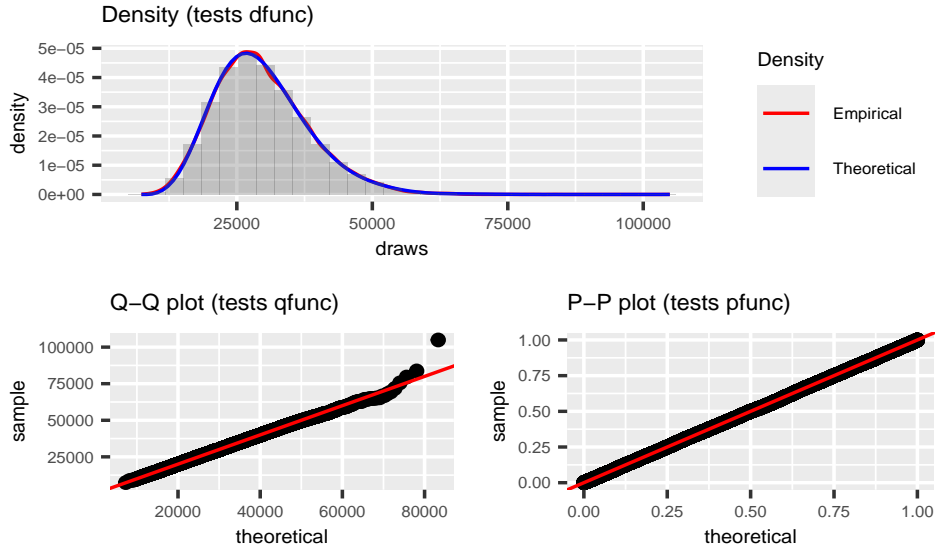 Density (tests dfunc)
5e−05
4e−05
3e−05
2e−05
1e−05
0e+00
density
25000
50000
75000
100000
draws
Density
Empirical
Theoretical
Q−Q plot (tests qfunc)
100000
75000
50000
25000
sample
20000
40000
60000
80000
theoretical
P−P plot (tests pfunc)
1.00
0.75
0.50
0.25
0.00
sample
0.00
0.25
0.50
0.75
1.00
theoretical